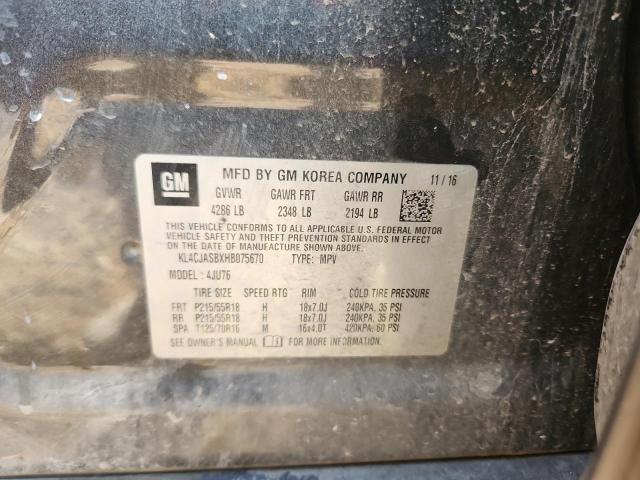 GM MFD BY GM KOREA COMPANY 11 / 16
GVWR GAWR FRT GAWR RR
4286 LB 2348 LB 2194 LB
THIS VEHICLE CONFORMS TO ALL APPLICABLE U.S. FEDERAL MOTOR
VEHICLE SAFETY AND THEFT PREVENTION STANDARDS IN EFFECT
ON THE DATE OF MANUFACTURE SHOWN ABOVE.
KL4CJASBXHB075670 TYPE: MPV
MODEL : 4JU76
TIRE SIZE SPEED RTG RIM COLD TIRE PRESSURE
FRT P215/55R18 H 18x7.0J 240KPA, 35 PSI
RR P215/55R18 H 18x7.0J 240KPA, 35 PSI
SPA T125/70R16 M 16x4.0T 420KPA, 60 PSI
SEE OWNER'S MANUAL FOR MORE INFORMATION.